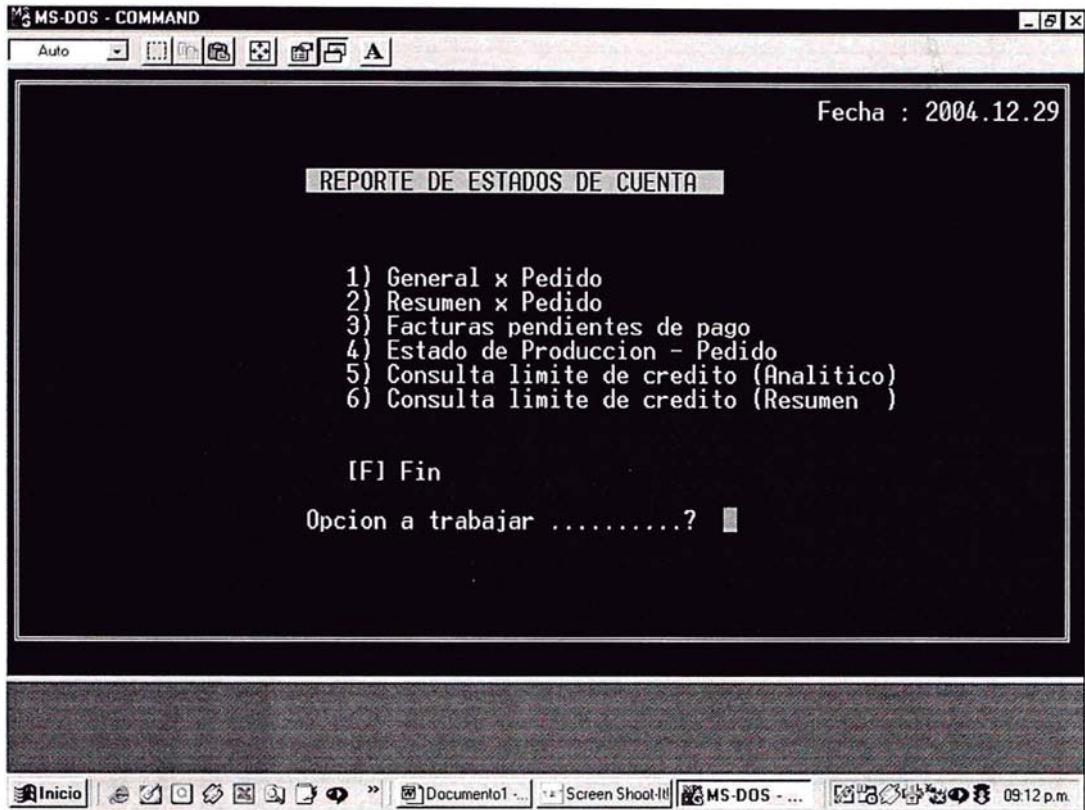 MS-DOS - COMMAND
Auto
A
Fecha : 2004.12.29
REPORTE DE ESTADOS DE CUENTA
1) General x Pedido
2) Resumen x Pedido
3) Facturas pendientes de pago
4) Estado de Produccion - Pedido
5) Consulta limite de credito (Analitico)
6) Consulta limite de credito (Resumen  )
[F] Fin
Opcion a trabajar ..........?
Inicio
»
Documento1 -...
Screen Shoot-It!
MS-DOS - ...
09:12 p.m.